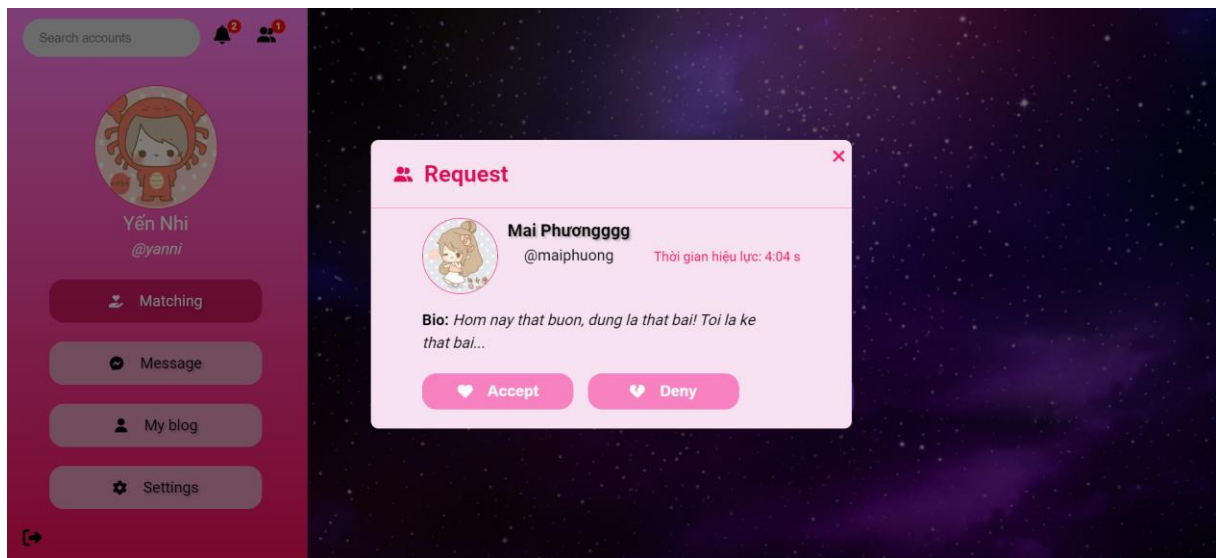 Search accounts
2
1
Yến Nhi
@yanni
Matching
Message
My blog
Settings
Request
Mai Phươngggg
@maiphuong
Thời gian hiệu lực: 4:04 s
Bio: Hom nay that buon, dung la that bai! Toi la ke
that bai...
Accept
Deny